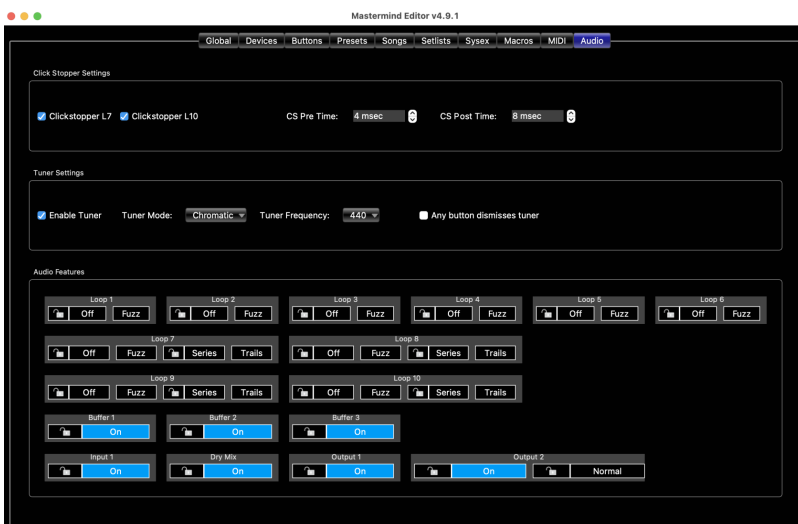 Mastermind Editor v4.9.1
Global Devices Buttons Presets Songs Setlists Sysex Macros MIDI Audio
Click Stopper Settings
Clickstopper L7 Clickstopper L10 CS Pre Time: 4 msec CS Post Time: 8 msec
Tuner Settings
Enable Tuner Tuner Mode: Chromatic Tuner Frequency: 440 Any button dismisses tuner
Audio Features
Loop 1 Loop 2 Loop 3 Loop 4 Loop 5 Loop 6
Off Fuzz Off Fuzz Off Fuzz Off Fuzz Off Fuzz Off Fuzz
Loop 7 Loop 8
Off Fuzz Series Trails Off Fuzz Series Trails
Loop 9 Loop 10
Off Fuzz Series Trails Off Fuzz Series Trails
Buffer 1 Buffer 2 Buffer 3
On On On
Input 1 Dry Mix Output 1 Output 2
On On On On Normal